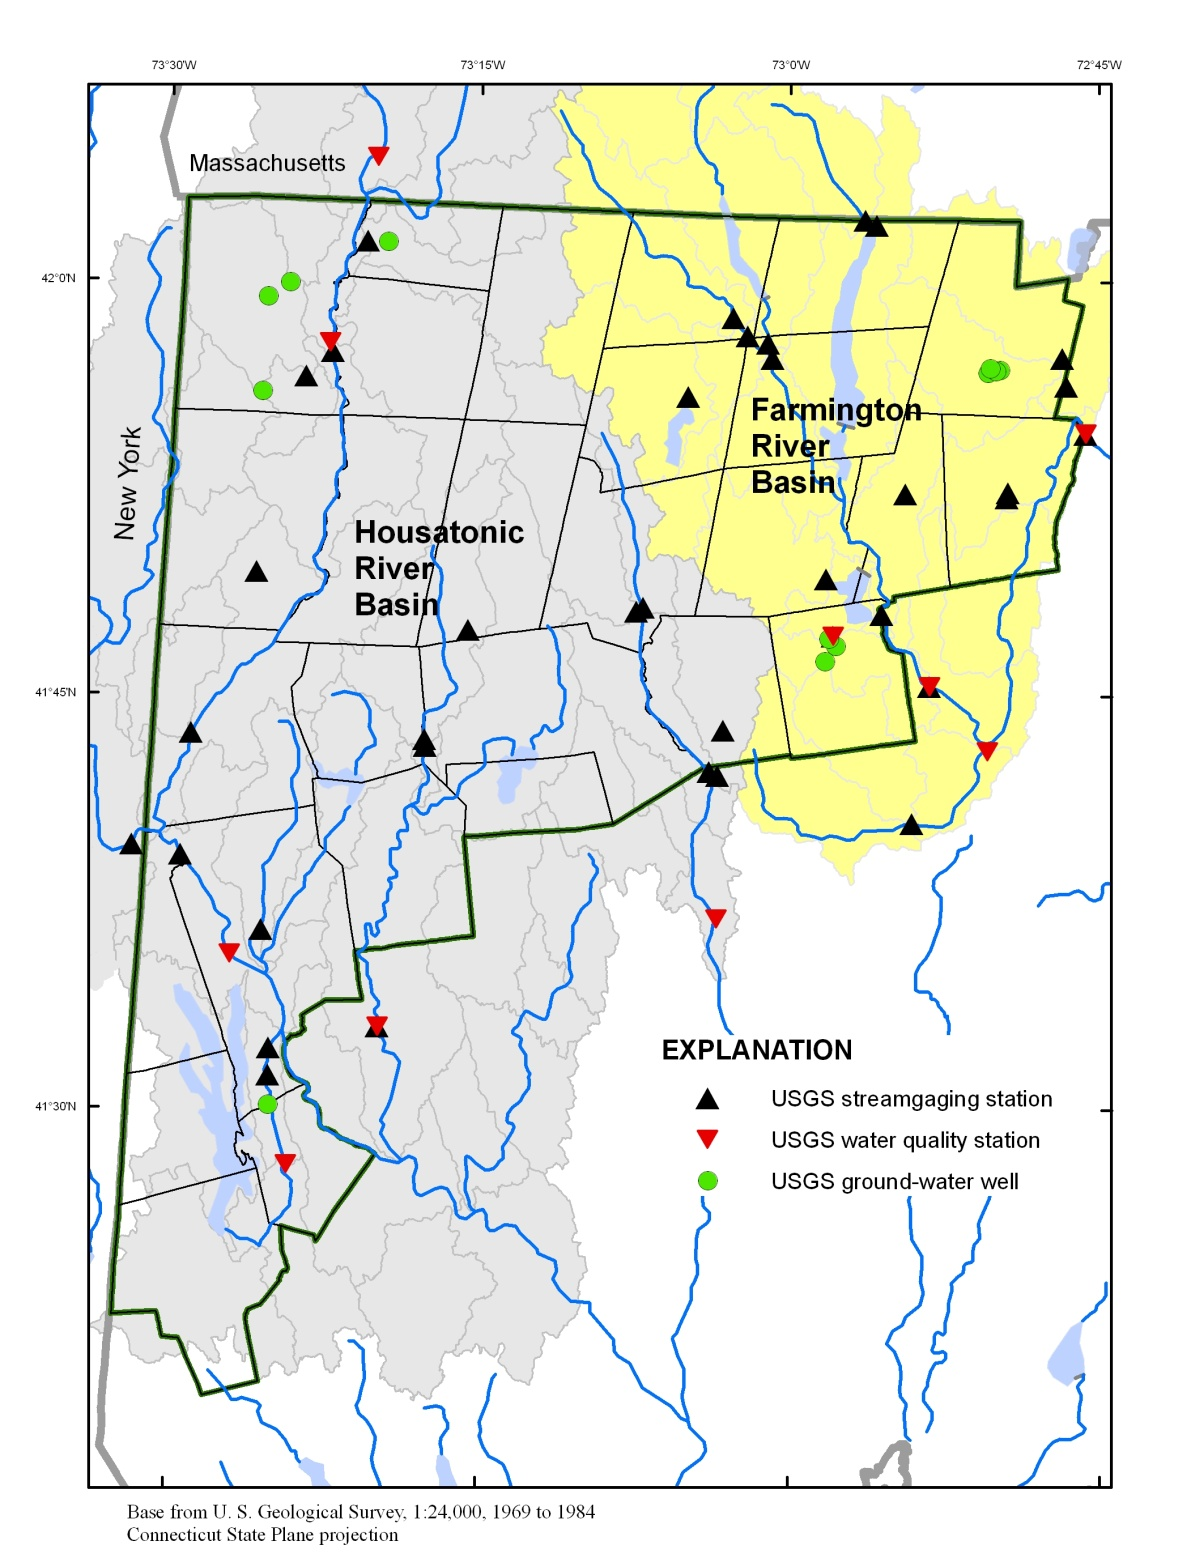 73°30'W
73°15'W
73°0'W
72°45'W
Massachusetts
42°0'N
New York
Farmington
River
Basin
Housatonic
River
Basin
41°45'N
41°30'N
EXPLANATION
USGS streamgaging station
USGS water quality station
USGS ground-water well
Base from U. S. Geological Survey, 1:24,000, 1969 to 1984
Connecticut State Plane projection